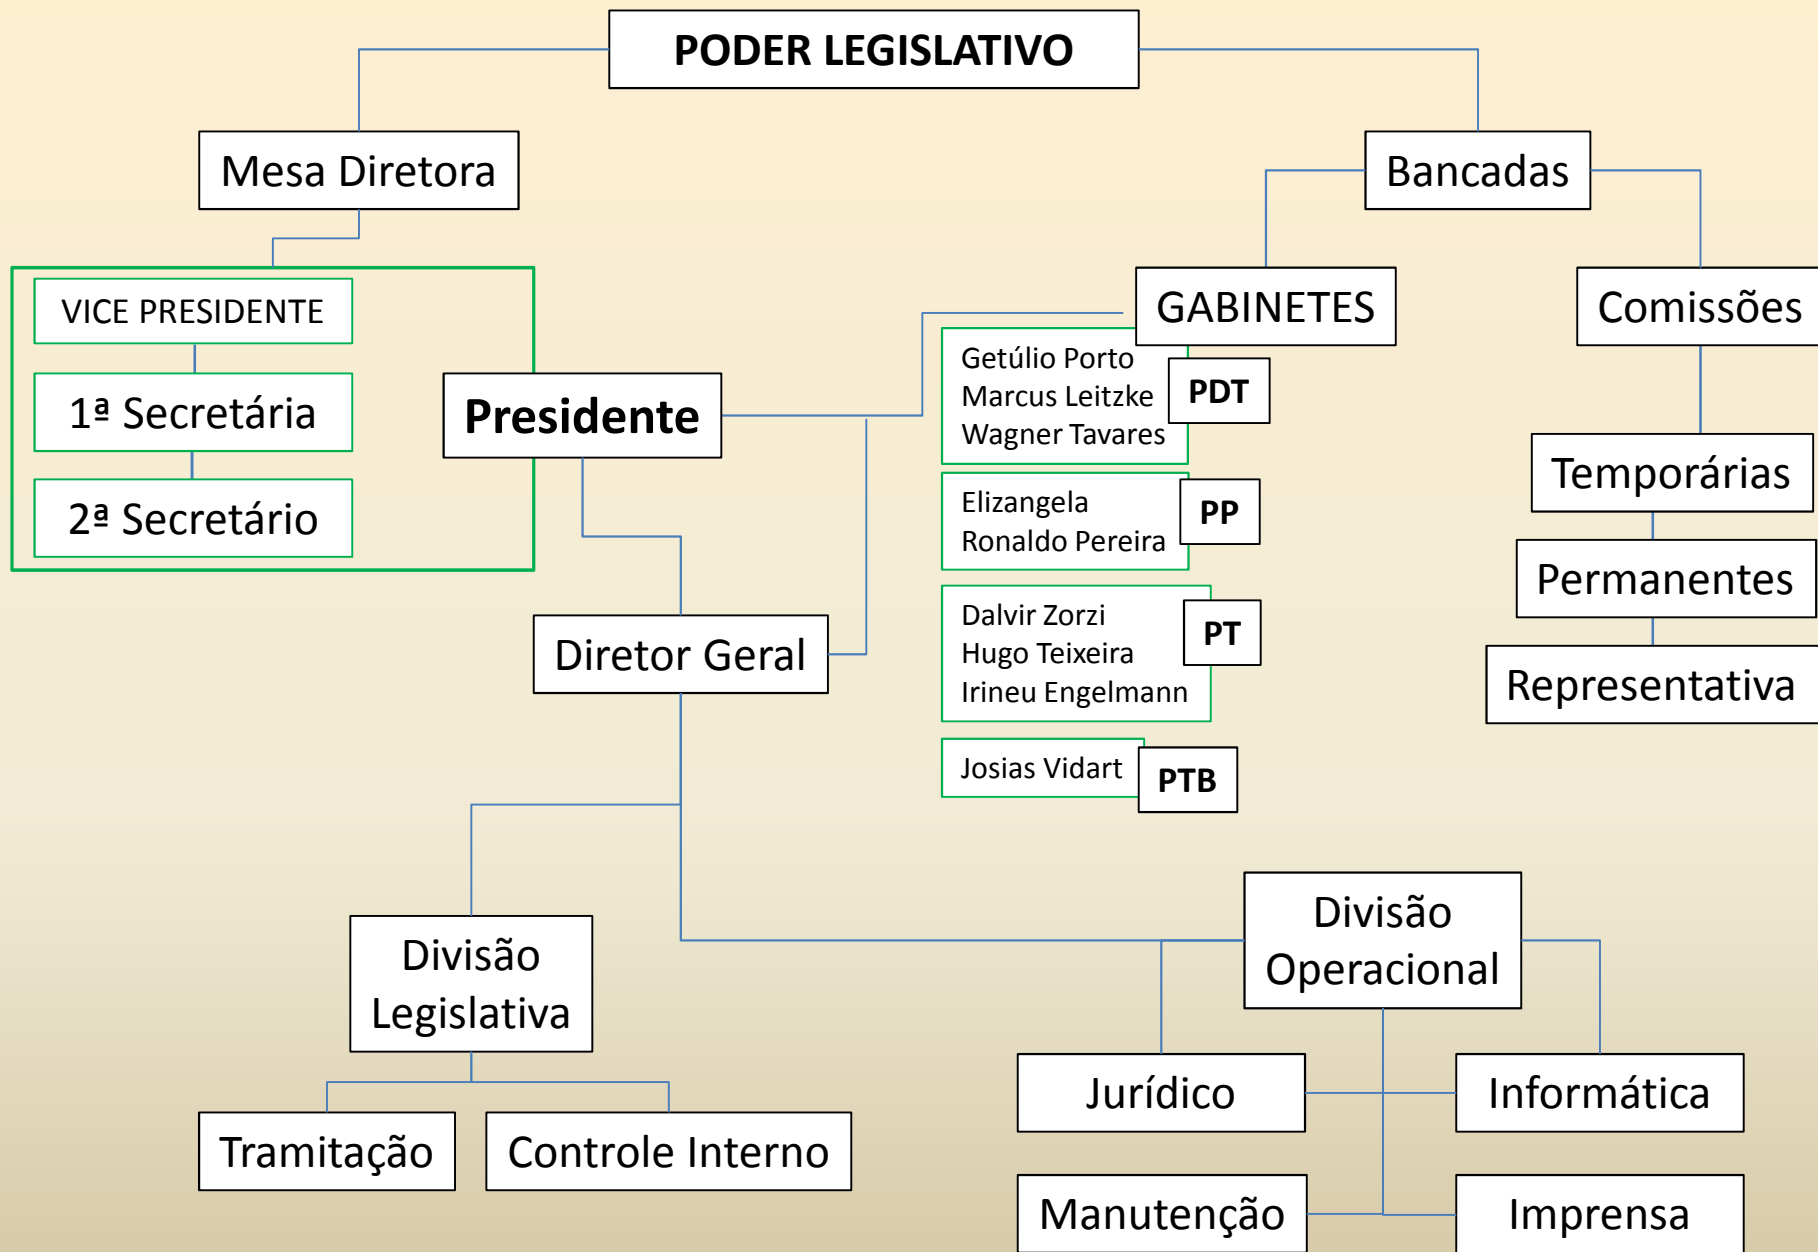 PODER LEGISLATIVO
Mesa Diretora
Bancadas
VICE PRESIDENTE
1ª Secretária
2ª Secretário
Presidente
GABINETES
Getúlio Porto
Marcus Leitzke
Wagner Tavares
PDT
Elizangela
Ronaldo Pereira
PP
Dalvir Zorzi
Hugo Teixeira
Irineu Engelmann
PT
Josias Vidart
PTB
Comissões
Temporárias
Permanentes
Representativa
Diretor Geral
Divisão
Legislativa
Tramitação
Controle Interno
Divisão
Operacional
Jurídico
Informática
Manutenção
Imprensa